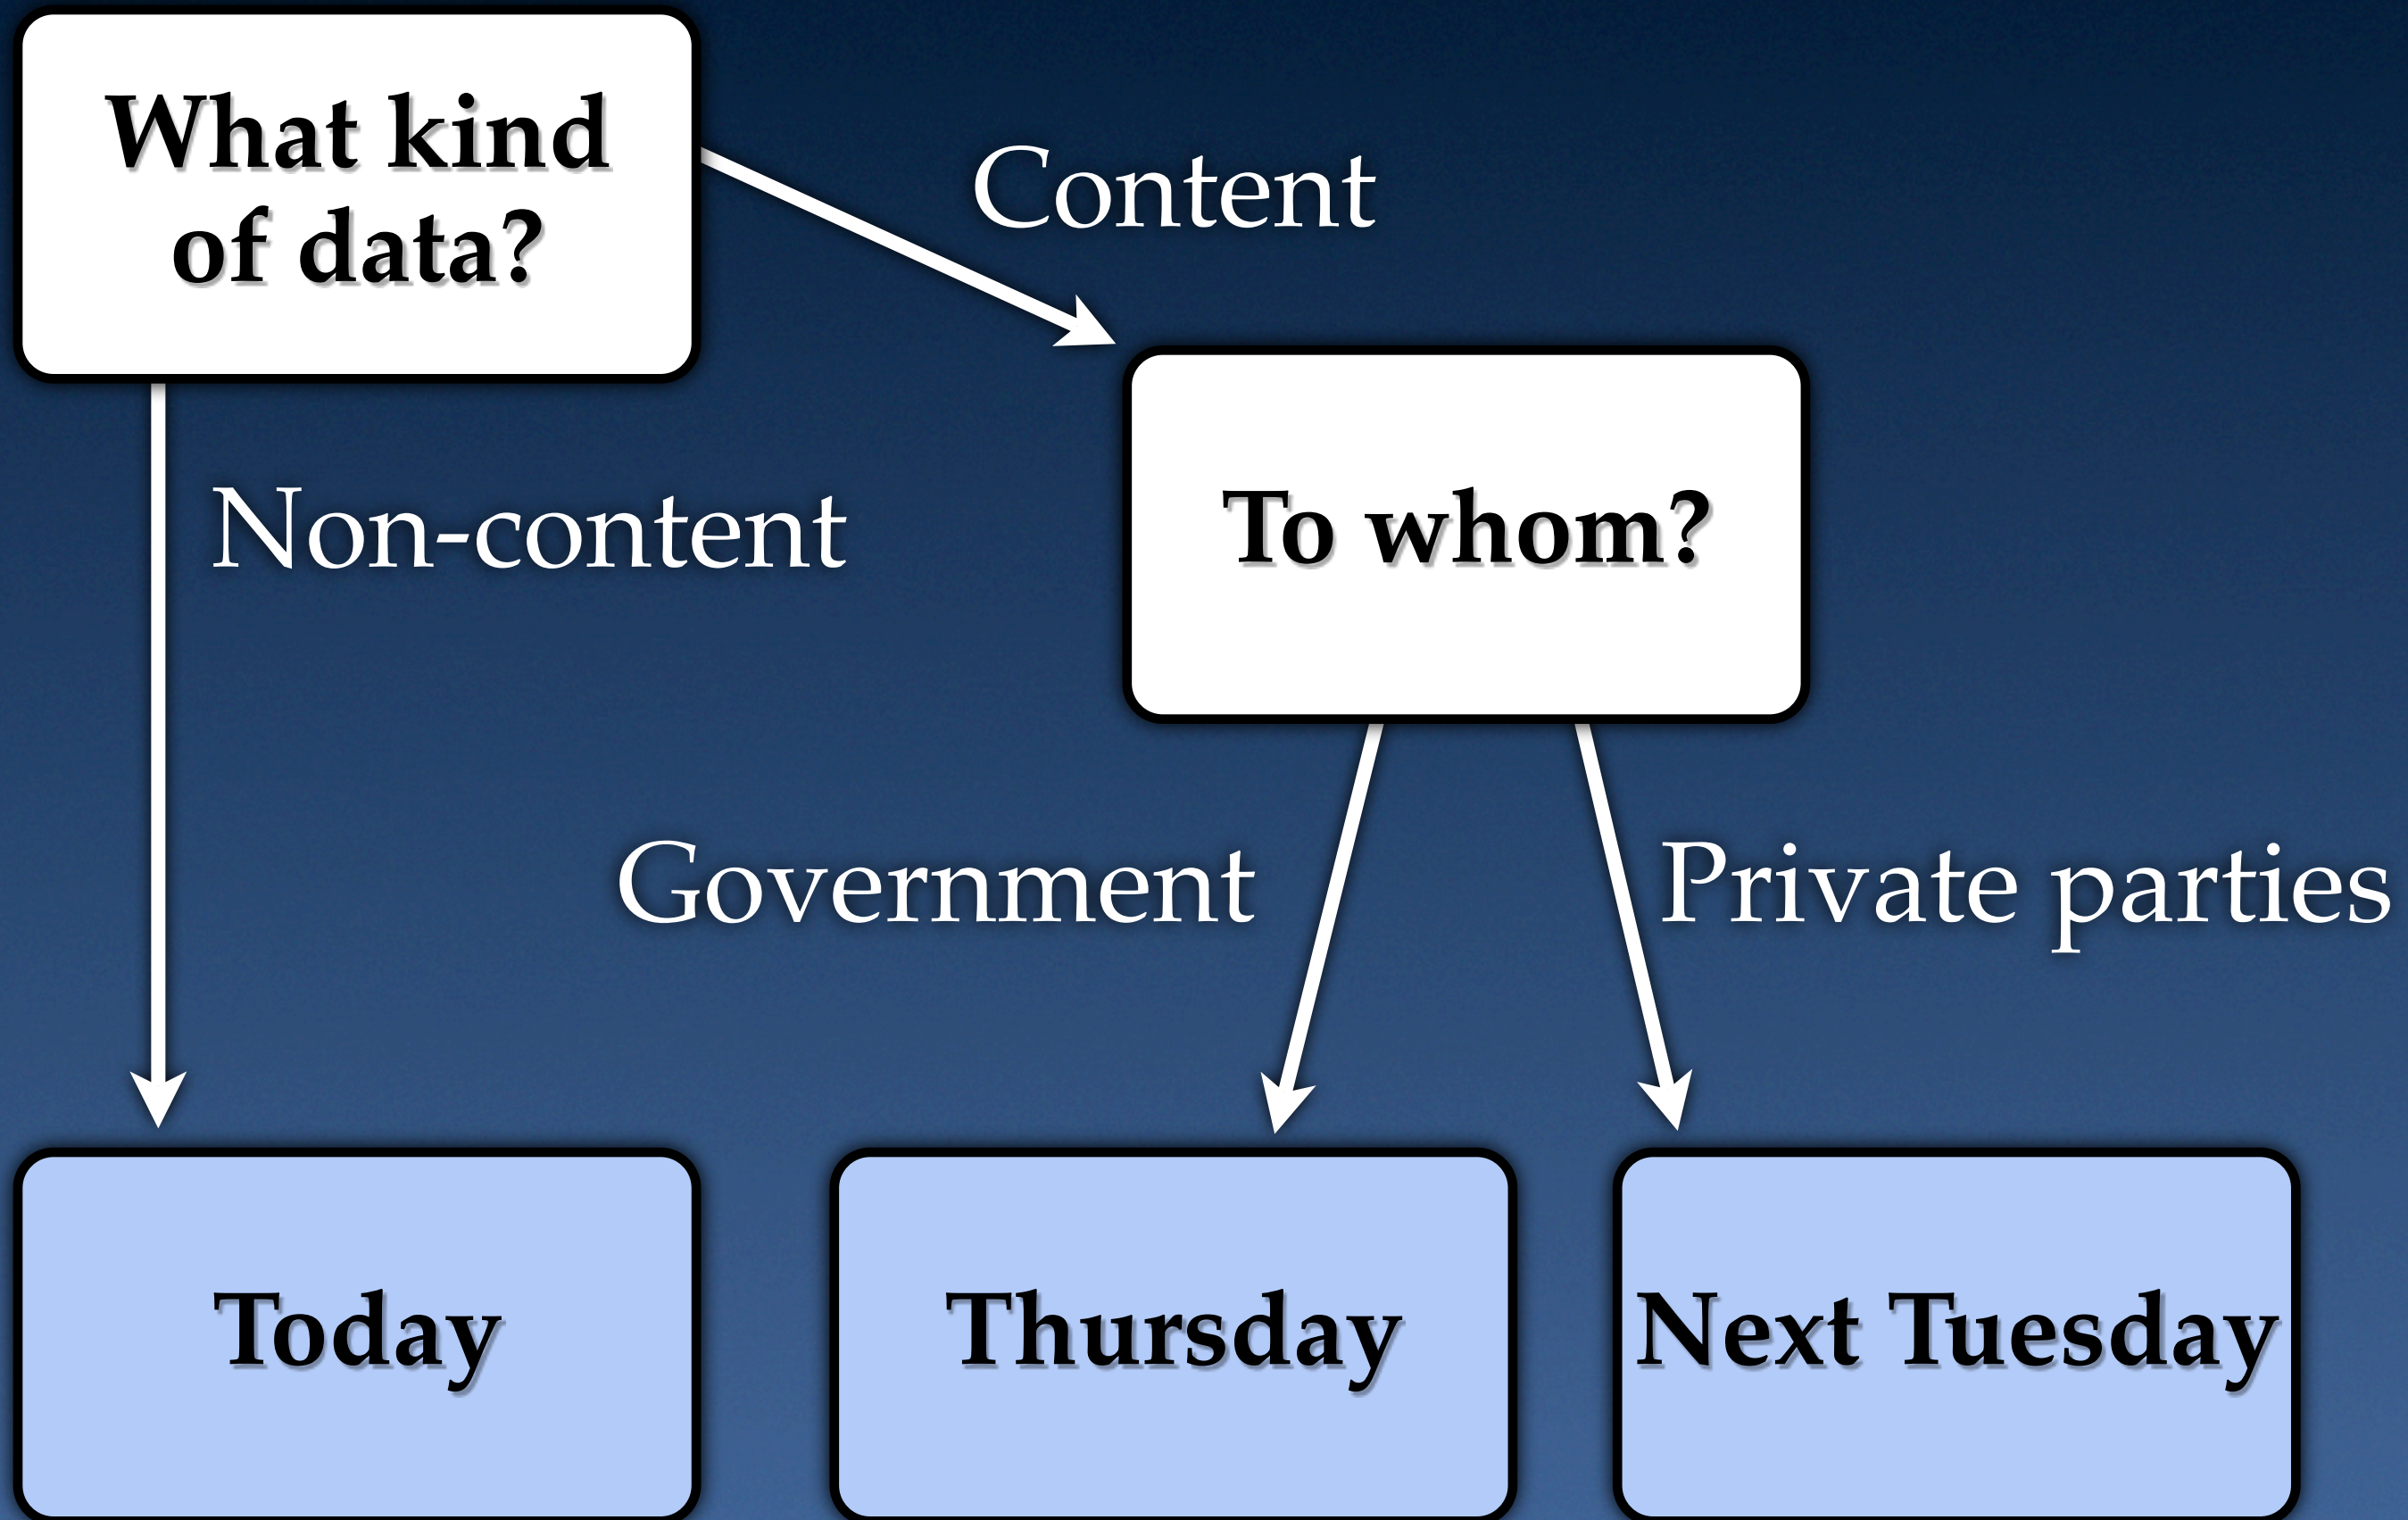 What kind
of data?
Content
Non-content
To whom?
Government
Private parties
Today
Thursday
Next Tuesday